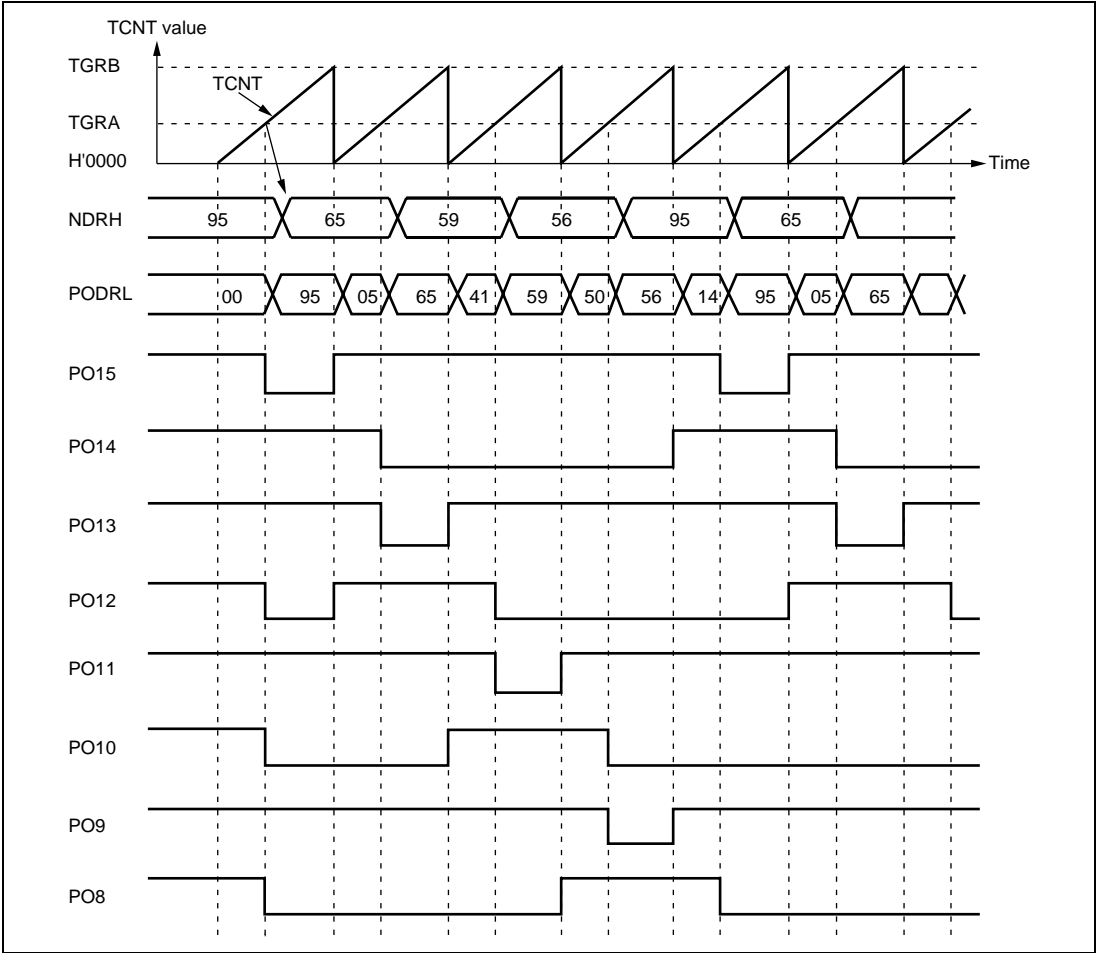 TCNT value
TGRB
TCNT
TGRA
H'0000
Time
NDRH 95 65 59 56 95 65
PODRL 00 95 05 65 41 59 50 56 14 95 05 65
PO15
PO14
PO13
PO12
PO11
PO10
PO9
PO8